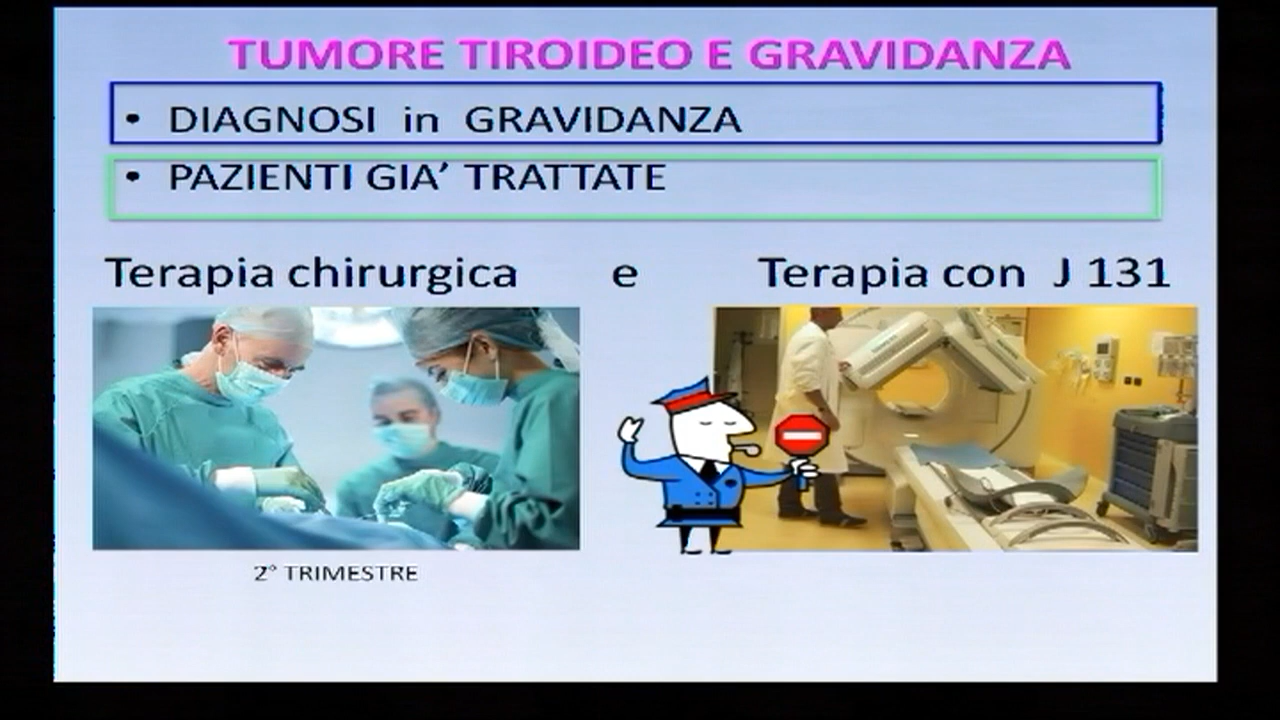 TUMORE TIROIDEO E GRAVIDANZA
• DIAGNOSI in GRAVIDANZA
• PAZIENTI GIA’ TRATTATE
Terapia chirurgica e Terapia con J 131
2° TRIMESTRE